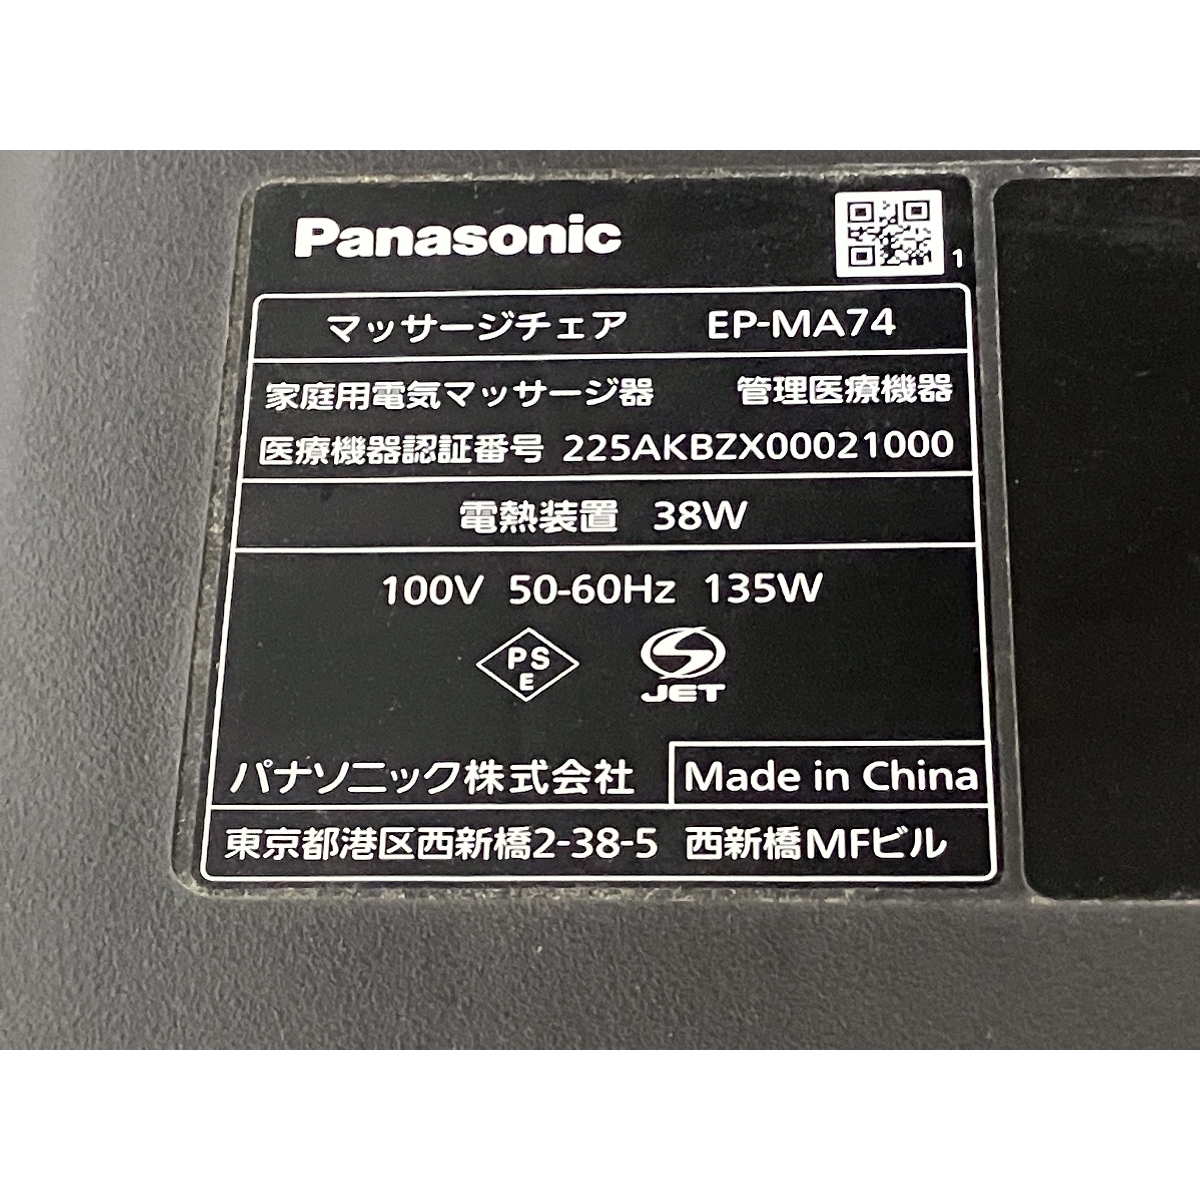 Panasonic
1
マッサージチェア EP-MA74
家庭用電気マッサージ器 管理医療機器
医療機器認証番号 225AKBZX00021000
電熱装置 38W
100V 50-60Hz 135W
PS
E
JET
パナソニック株式会社 Made in China
東京都港区西新橋2-38-5 西新橋MFビル